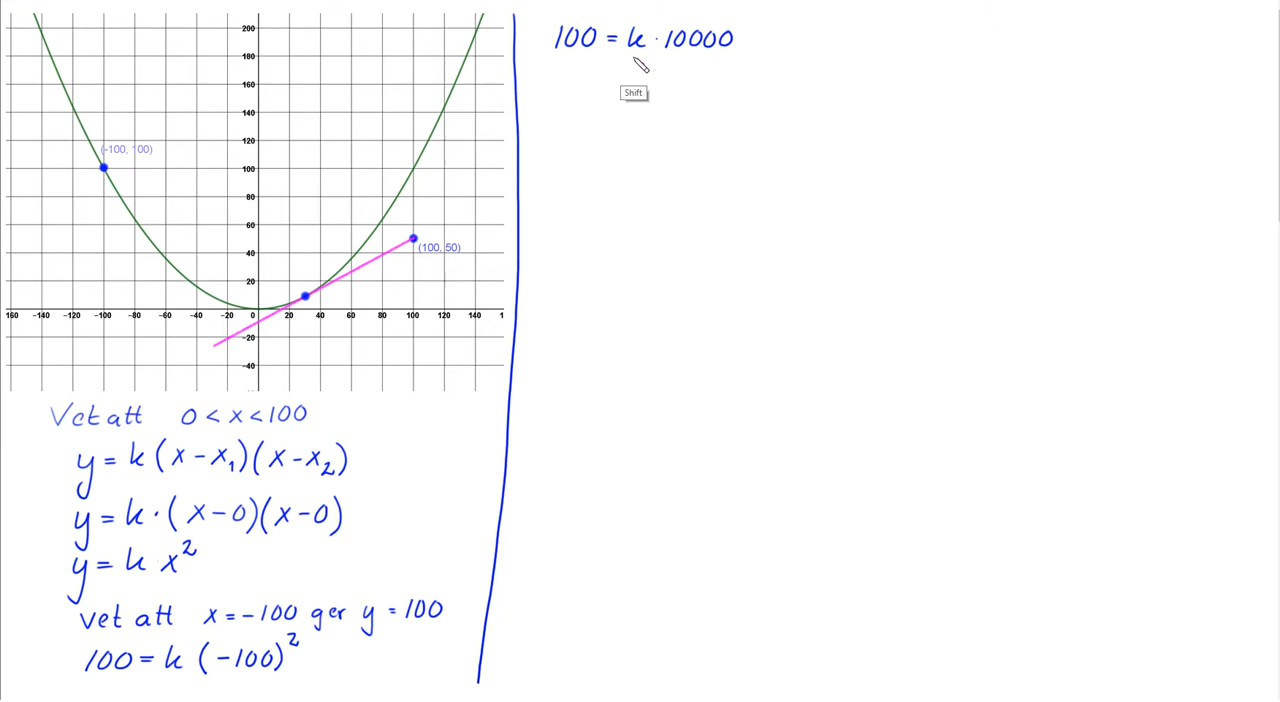 200
180
160
140
120
(-100, 100)
100
80
60
(100, 50)
40
20
160 −140 −120 −100 −80 −60 −40 −20 0 20 40 60 80 100 120 140 1
−20
−40
Vet att 0 < x < 100
y = k (x − x₁)(x − x₂)
y = k · (x − 0)(x − 0)
y = k x²
Vet att x = −100 ger y = 100
100 = k (−100)²
100 = k · 10000
Shift